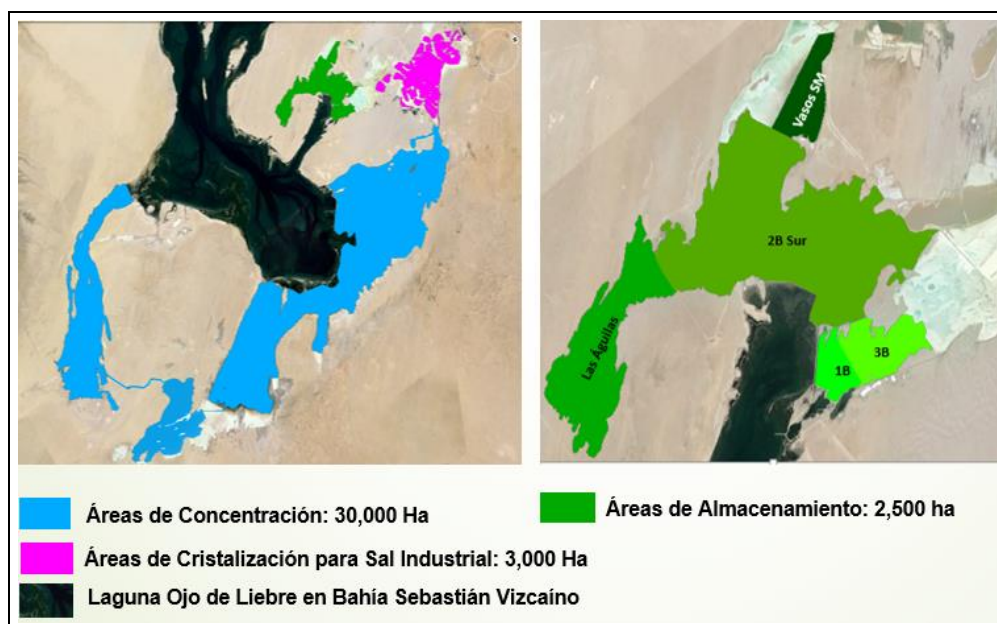 Vasos SM
2B Sur
Las Águilas
1B
3B
Áreas de Concentración: 30,000 Ha
Áreas de Almacenamiento: 2,500 ha
Áreas de Cristalización para Sal Industrial: 3,000 Ha
Laguna Ojo de Liebre en Bahía Sebastián Vizcaíno